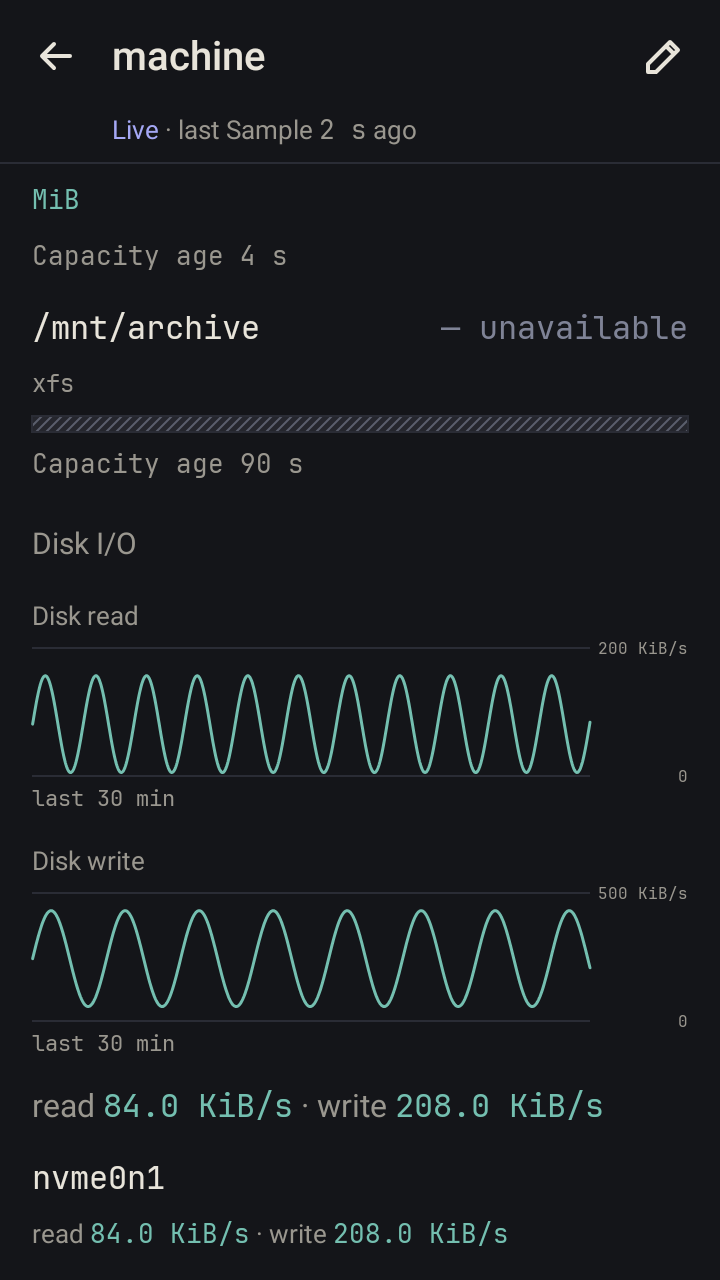 machine
Live · last Sample 2 s ago
MiB
Capacity age 4 s
/mnt/archive — unavailable
xfs
Capacity age 90 s
Disk I/O
Disk read
200 KiB/s
0
last 30 min
Disk write
500 KiB/s
0
last 30 min
read 84.0 KiB/s · write 208.0 KiB/s
nvme0n1
read 84.0 KiB/s · write 208.0 KiB/s